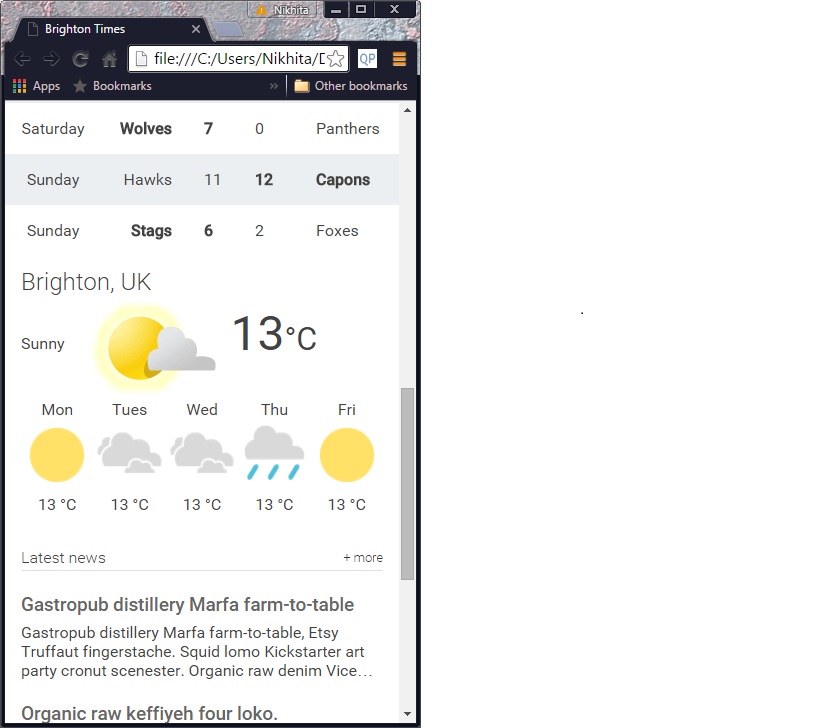 Nikhita
Brighton Times
file:///C:/Users/Nikhita/D
QP
Apps Bookmarks » Other bookmarks
Saturday Wolves 7 0 Panthers
Sunday Hawks 11 12 Capons
Sunday Stags 6 2 Foxes
Brighton, UK
Sunny 13°C
Mon Tues Wed Thu Fri
13 °C 13 °C 13 °C 13 °C 13 °C
Latest news + more
Gastropub distillery Marfa farm-to-table
Gastropub distillery Marfa farm-to-table, Etsy
Truffaut fingerstache. Squid lomo Kickstarter art
party cronut scenester. Organic raw denim Vice…
Organic raw keffiyeh four loko.